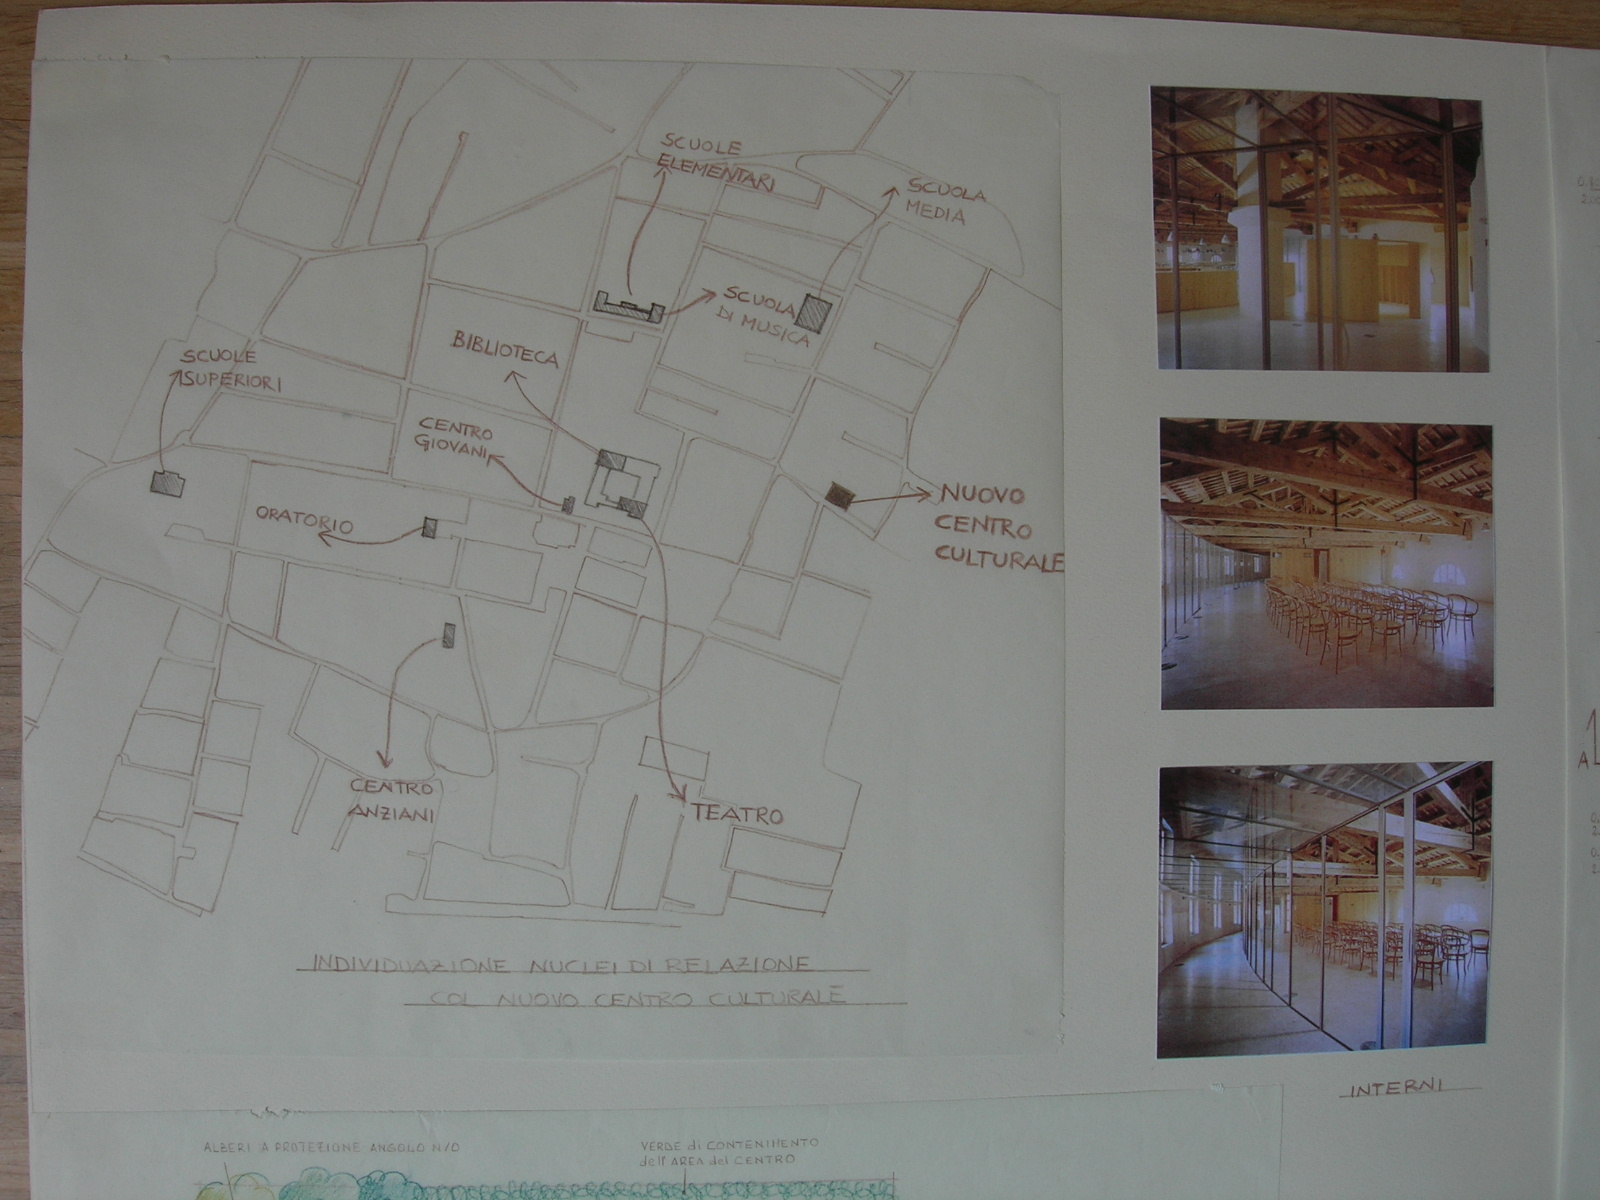 SCUOLE
ELEMENTARI
SCUOLA
MEDIA
SCUOLA
DI MUSICA
BIBLIOTECA
SCUOLE
SUPERIORI
CENTRO
GIOVANI
ORATORIO
NUOVO
CENTRO
CULTURALE
CENTRO
ANZIANI
TEATRO
INDIVIDUAZIONE NUCLEI DI RELAZIONE
COL NUOVO CENTRO CULTURALE
INTERNI
ALBERI A PROTEZIONE ANGOLO N/O
VERDE di CONTENIMENTO
dell'AREA del CENTRO
A